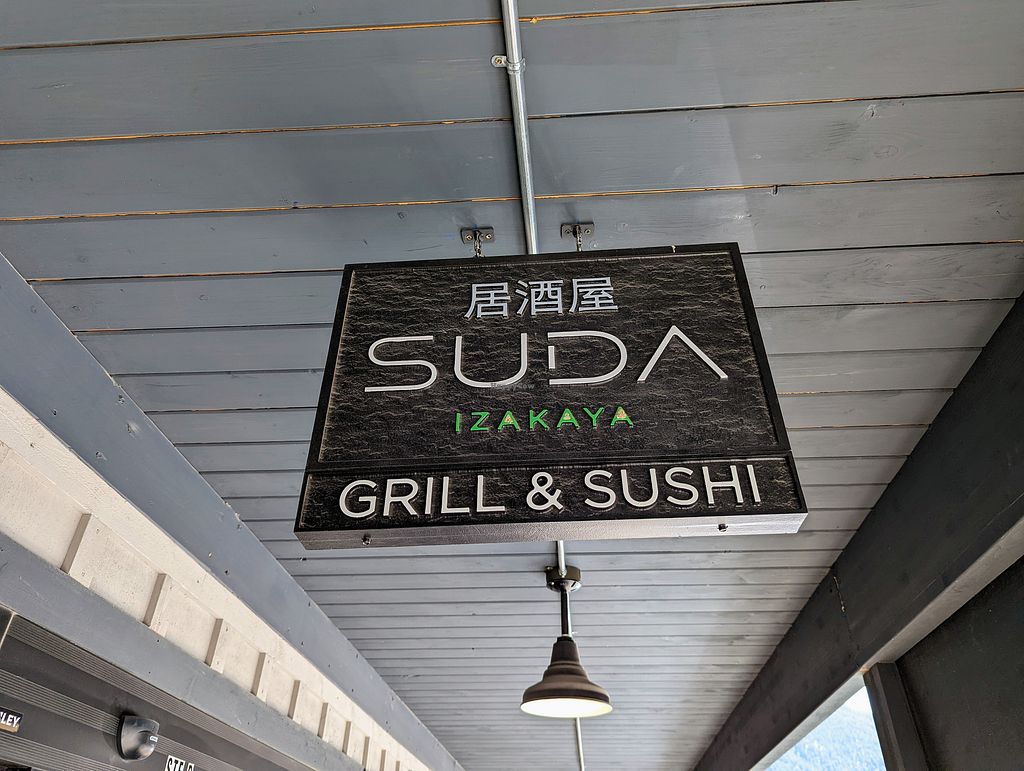 居酒屋
SUDA
IZAKAYA
GRILL & SUSHI